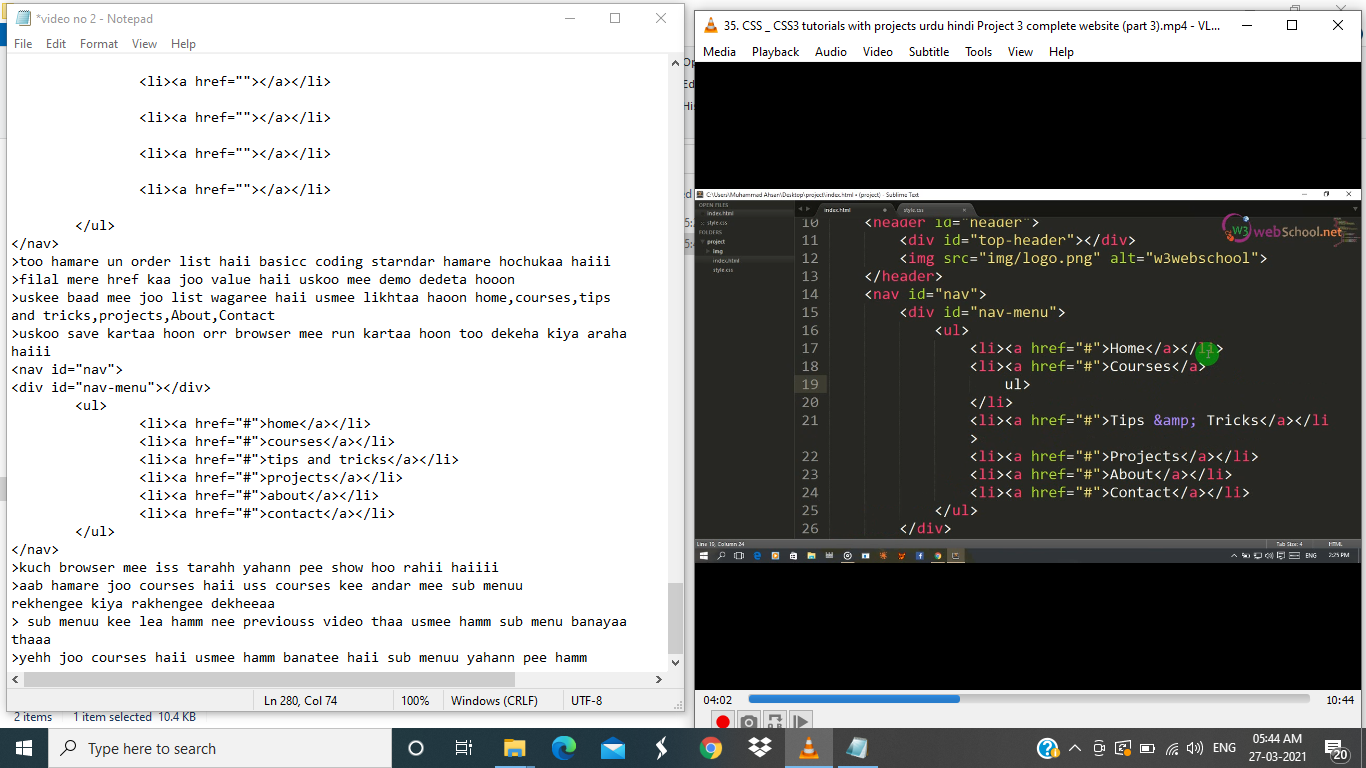 *video no 2 - Notepad
File Edit Format View Help
<li><a href=""></a></li>
<li><a href=""></a></li>
<li><a href=""></a></li>
<li><a href=""></a></li>
</ul>
</nav>
>too hamare un order list haii basicc coding starndar hamare hochukaa haiii
>filal mere href kaa joo value haii uskoo mee demo dedeta hooon
>uskee baad mee joo list wagaree haii usmee likhtaa haoon home,courses,tips
and tricks,projects,About,Contact
>uskoo save kartaa hoon orr browser mee run kartaa hoon too dekeha kiya araha
haiii
<nav id="nav">
<div id="nav-menu"></div>
<ul>
<li><a href="#">home</a></li>
<li><a href="#">courses</a></li>
<li><a href="#">tips and tricks</a></li>
<li><a href="#">projects</a></li>
<li><a href="#">about</a></li>
<li><a href="#">contact</a></li>
</ul>
</nav>
>kuch browser mee iss tarahh yahann pee show hoo rahii haiiii
>aab hamare joo courses haii uss courses kee andar mee sub menuu
rekhengee kiya rakhengee dekheeaa
> sub menuu kee lea hamm nee previouss video thaa usmee hamm sub menu banayaa
thaaa
>yehh joo courses haii usmee hamm banatee haii sub menuu yahann pee hamm
Ln 280, Col 74 100% Windows (CRLF) UTF-8
2 items 1 item selected 10.4 KB
35. CSS _ CSS3 tutorials with projects urdu hindi Project 3 complete website (part 3).mp4 - VL...
Media Playback Audio Video Subtitle Tools View Help
C:\Users\Muhammad Ahsan\Desktop\project\index.html • (project) - Sublime Text
OPEN FILES
index.html
style.css
FOLDERS
project
img
index.html
style.css
index.html style.css
W3 webSchool.net
10 <header id="header">
11 <div id="top-header"></div>
12 <img src="img/logo.png" alt="w3webschool">
13 </header>
14 <nav id="nav">
15 <div id="nav-menu">
16 <ul>
17 <li><a href="#">Home</a></li>
18 <li><a href="#">Courses</a>
19 ul>
20 </li>
21 <li><a href="#">Tips &amp; Tricks</a></li
>
22 <li><a href="#">Projects</a></li>
23 <li><a href="#">About</a></li>
24 <li><a href="#">Contact</a></li>
25 </ul>
26 </div>
Line 19, Column 24 Tab Size: 4 HTML
ENG 2:25 PM
04:02 10:44
Type here to search
ENG 05:44 AM
27-03-2021
20